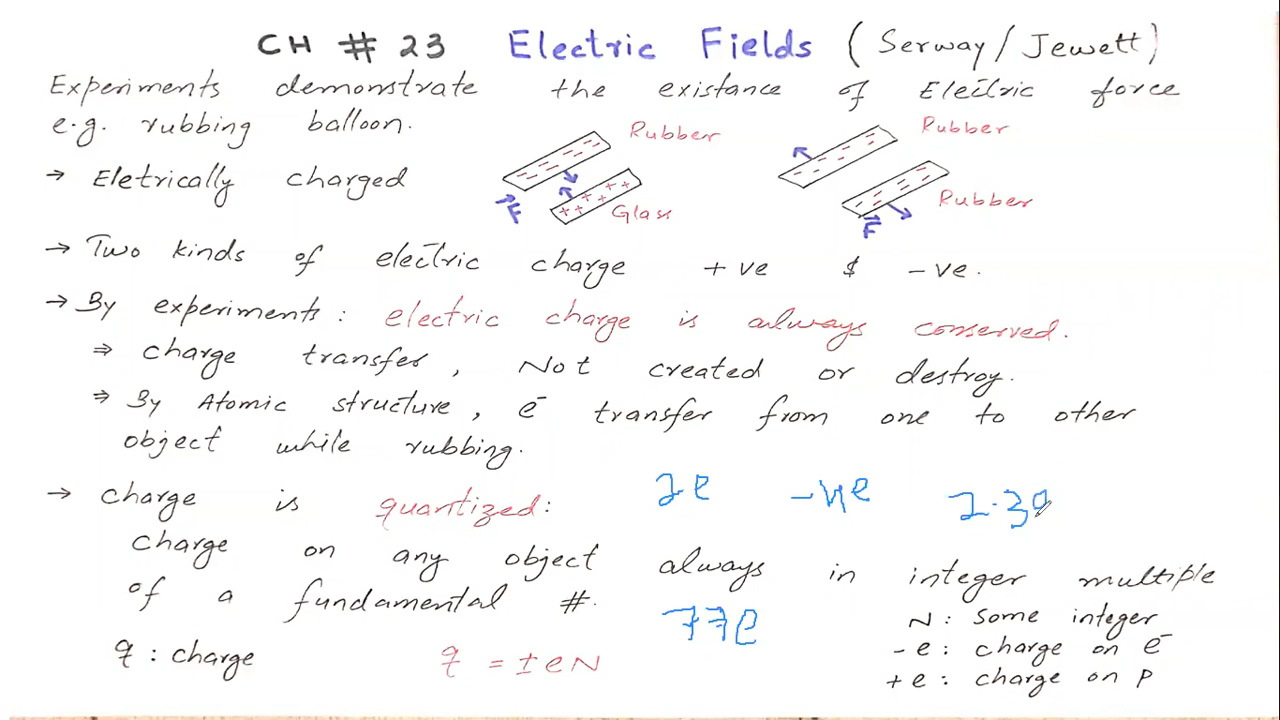 CH # 23 Electric Fields (Serway/Jewett)
Experiments demonstrate the existance of Electric force
e.g. rubbing balloon.
Rubber
Rubber
→ Eletrically charged
F
Glass
Rubber
F
→ Two kinds of electric charge +ve & -ve.
→ By experiments: electric charge is always conserved.
⇒ charge transfer, Not created or destroy.
⇒ By Atomic structure, e⁻ transfer from one to other
object while rubbing.
2e -ve 2.39
→ charge is quantized:
charge on any object always in integer multiple
of a fundamental #.
77e
N: Some integer
-e: charge on e⁻
+e: charge on P
q: charge q = ±eN